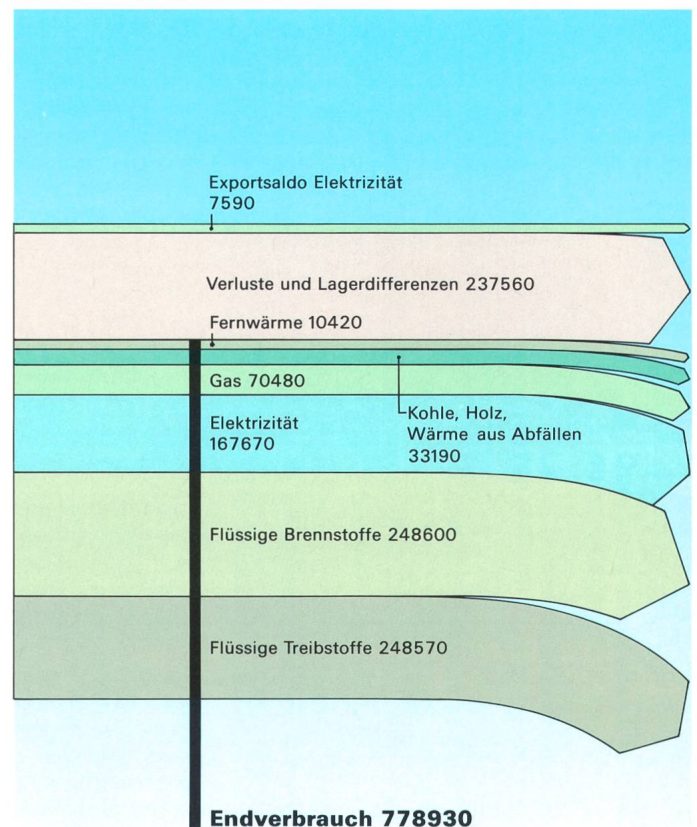 Exportsaldo Elektrizität
7590
Verluste und Lagerdifferenzen 237560
Fernwärme 10420
Gas 70480
Kohle, Holz,
Wärme aus Abfällen
33190
Elektrizität
167670
Flüssige Brennstoffe 248600
Flüssige Treibstoffe 248570
Endverbrauch 778930